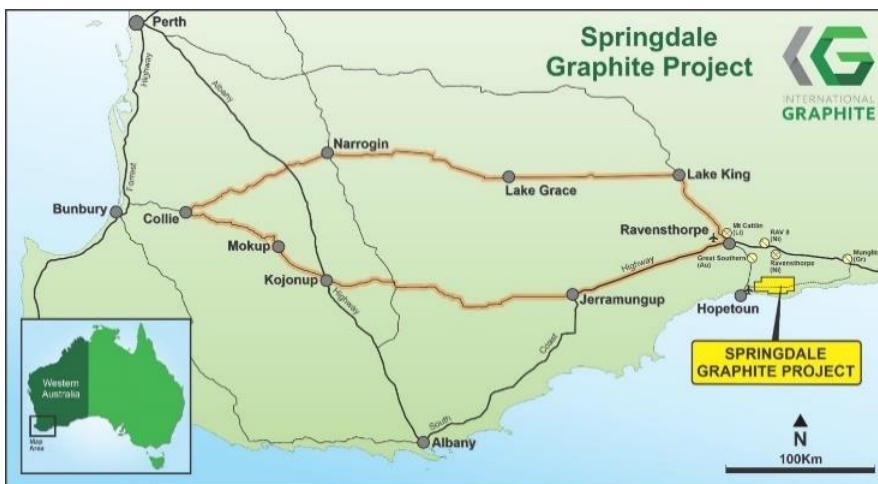 Perth
Springdale
Graphite Project
INTERNATIONAL
GRAPHITE
Highway
Albany
Narrogin
Lake Grace
Lake King
Forrest
Bunbury
Collie
Mokup
Kojonup
Highway
Ravensthorpe
Mt Cattlin
(Li)
RAV 8
(Ni)
Great Southern
(Au)
Ravensthorpe
(Ni)
Munglin
(Gr)
Highway
Jerramungup
Hopetoun
Coast
South
Albany
SPRINGDALE
GRAPHITE PROJECT
Western
Australia
Map
Area
N
100Km